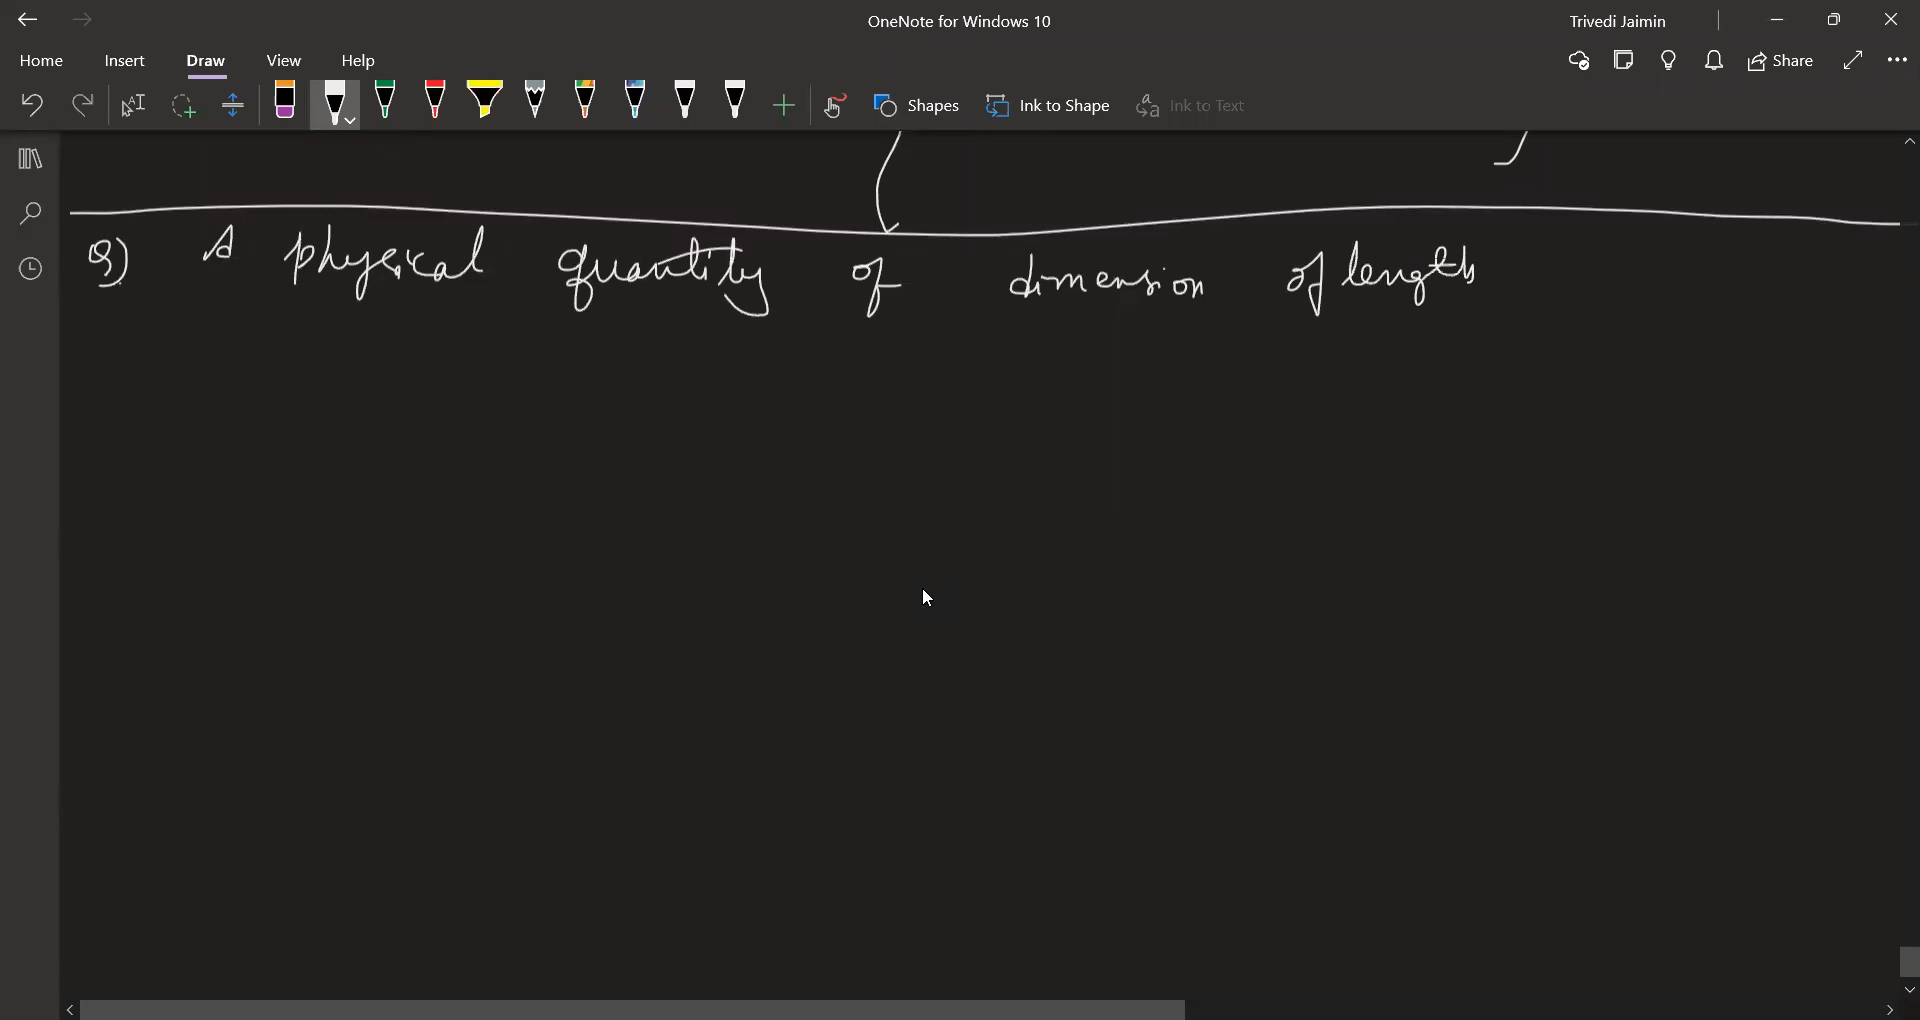 OneNote for Windows 10
Trivedi Jaimin
Home Insert Draw View Help
Share
Shapes Ink to Shape Ink to Text
Q) A physical quantity of dimension of length